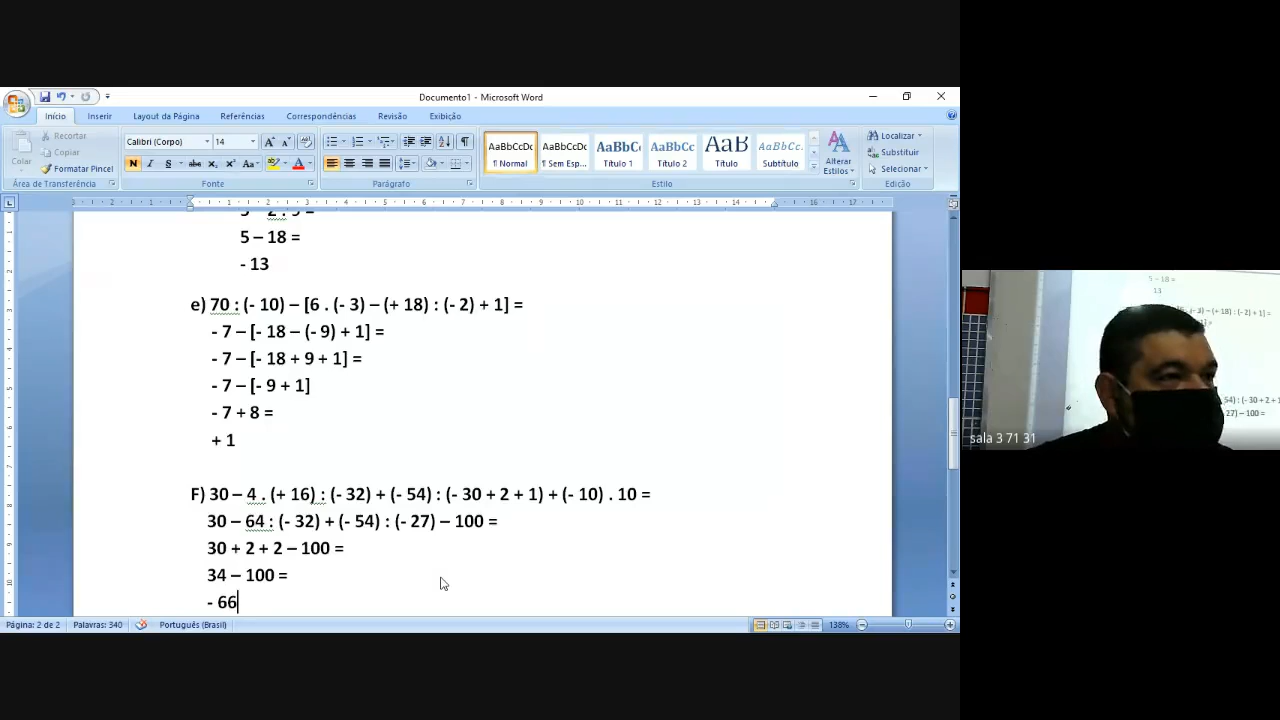 Documento1 - Microsoft Word
Início Inserir Layout da Página Referências Correspondências Revisão Exibição
Colar
Recortar
Copiar
Formatar Pincel
Área de Transferência
Calibri (Corpo) 14
N I S abc X₂ X² Aa A
Fonte
Parágrafo
AaBbCcDc AaBbCcDc AaBbC AaBbCc AaB AaBbCc.
¶ Normal ¶ Sem Esp... Título 1 Título 2 Título Subtítulo
Alterar Estilos
Estilo
Localizar
Substituir
Selecionar
Edição
5 – 18 =
- 13
e) 70 : (- 10) – [6 . (- 3) – (+ 18) : (- 2) + 1] =
- 7 – [- 18 – (- 9) + 1] =
- 7 – [- 18 + 9 + 1] =
- 7 – [- 9 + 1]
- 7 + 8 =
+ 1
F) 30 – 4 . (+ 16) : (- 32) + (- 54) : (- 30 + 2 + 1) + (- 10) . 10 =
30 – 64 : (- 32) + (- 54) : (- 27) – 100 =
30 + 2 + 2 – 100 =
34 – 100 =
- 66
Página: 2 de 2 Palavras: 340 Português (Brasil) 138%
sala 3 71 31